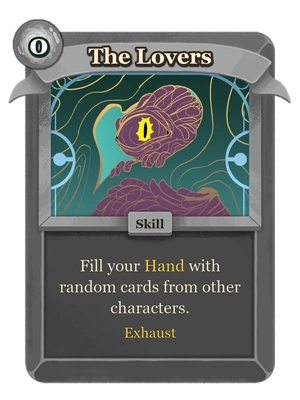 0
The Lovers
Skill
Fill your Hand with
random cards from other
characters.
Exhaust